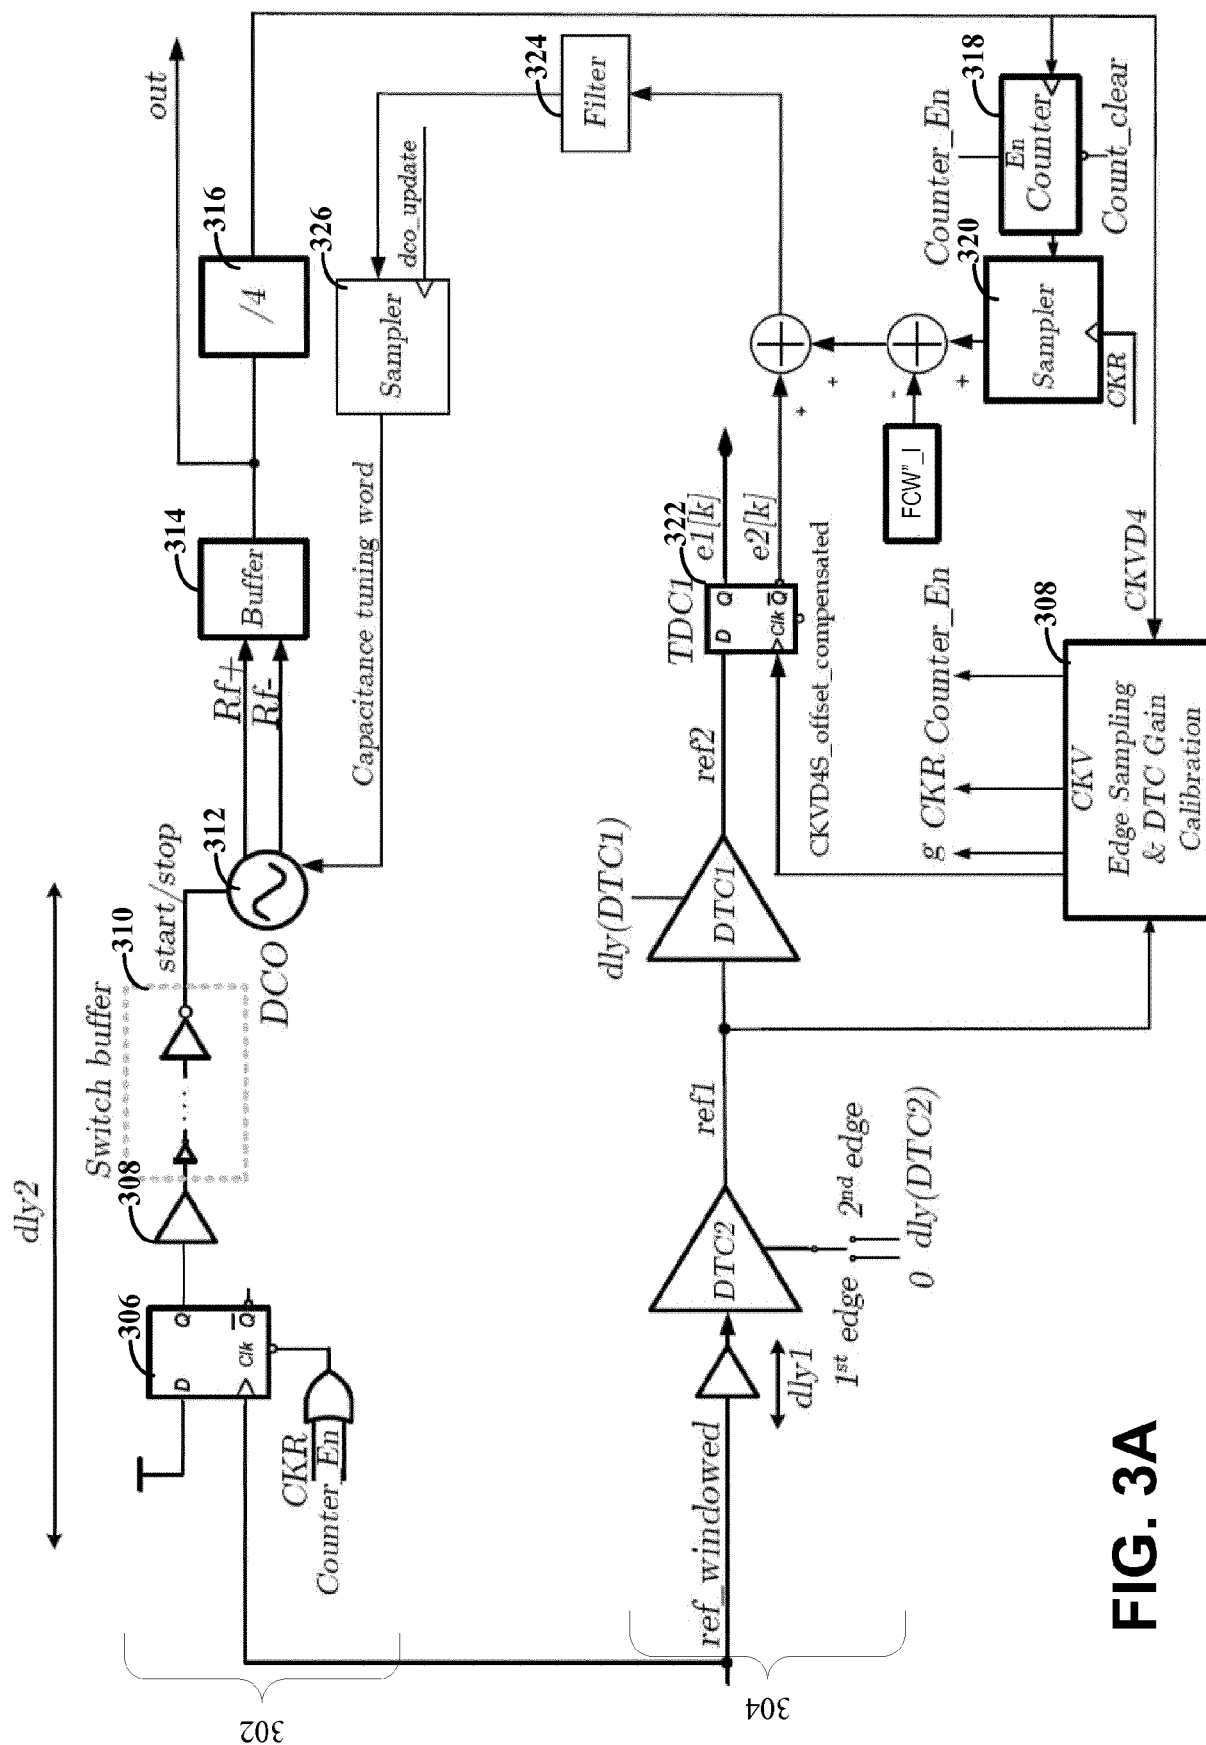 dly2
302
306
D
Q
Clk
Q
CKR
Counter_En
308
Switch buffer
310
start/stop
312
DCO
Rf+
Rf-
314
Buffer
out
316
/4
Capacitance tuning word
326
Sampler
dco_update
324
Filter
304
ref_windowed
dly1
DTC2
1st edge
2nd edge
0
dly(DTC2)
ref1
dly(DTC1)
DTC1
ref2
TDC1
322
D
Q
Clk
Q
e1[k]
e2[k]
CKVD4S_offset_compensated
+
+
-
+
FCW"_I
320
Sampler
CKR
Counter_En
318
En
Counter
Count_clear
g
CKR
Counter_En
308
CKVD4
CKV
Edge Sampling
& DTC Gain
Calibration
FIG. 3A